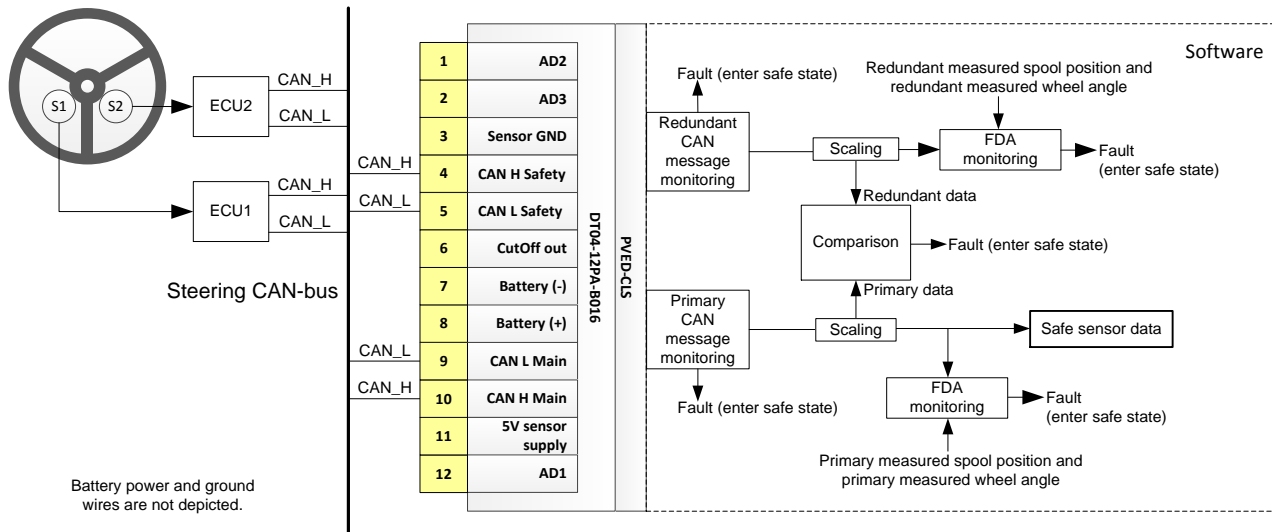 S1
S2
ECU2
CAN_H
CAN_L
ECU1
CAN_H
CAN_L
Steering CAN-bus
Battery power and ground
wires are not depicted.
CAN_H
CAN_L
CAN_L
CAN_H
1 AD2
2 AD3
3 Sensor GND
4 CAN H Safety
5 CAN L Safety
6 CutOff out
7 Battery (-)
8 Battery (+)
9 CAN L Main
10 CAN H Main
11 5V sensor
supply
12 AD1
DT04-12PA-B016
PVED-CLS
Software
Fault (enter safe state)
Redundant
CAN
message
monitoring
Scaling
Redundant measured spool position and
redundant measured wheel angle
FDA
monitoring
Fault
(enter safe state)
Redundant data
Comparison
Fault (enter safe state)
Primary data
Primary
CAN
message
monitoring
Scaling
Safe sensor data
Fault (enter safe state)
FDA
monitoring
Fault
(enter safe state)
Primary measured spool position and
primary measured wheel angle